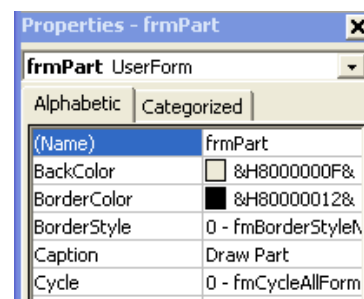 Properties - frmPart
frmPart UserForm
Alphabetic Categorized
(Name) frmPart
BackColor &H8000000F&
BorderColor &H80000012&
BorderStyle 0 - fmBorderStyleN
Caption Draw Part
Cycle 0 - fmCycleAllForm